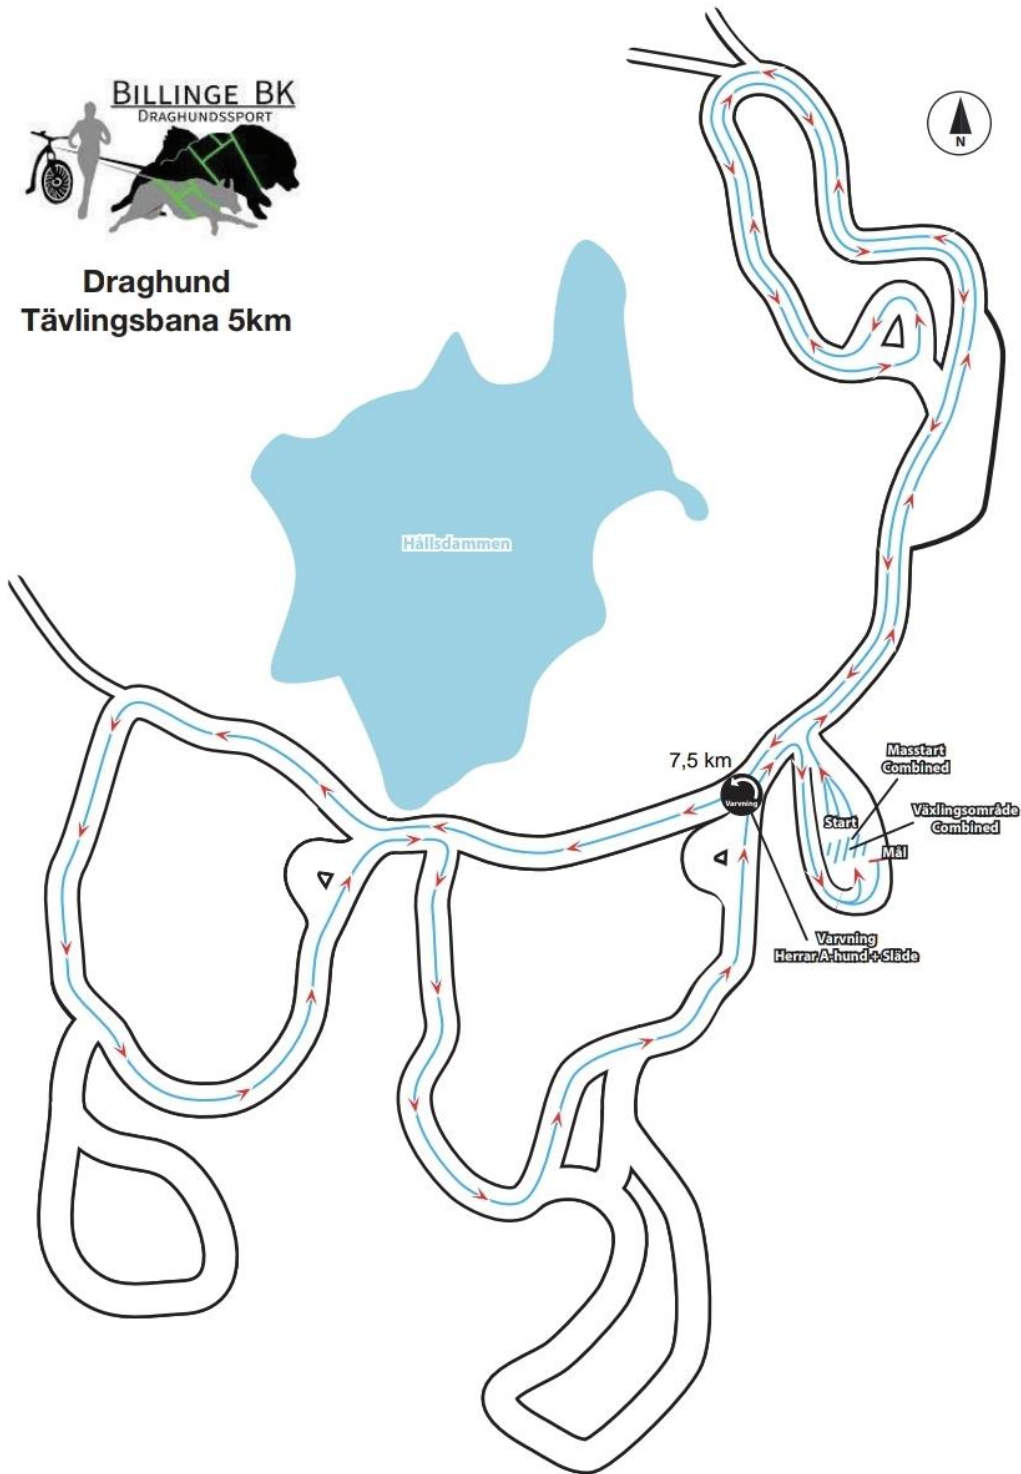 BILLINGE BK
DRAGHUNDSSPORT
N
Draghund
Tävlingsbana 5km
Hållsdammen
7,5 km
Varvning
Masstart
Combined
Växlingsområde
Combined
Start
Mål
Varvning
Herrar A-hund + Släde